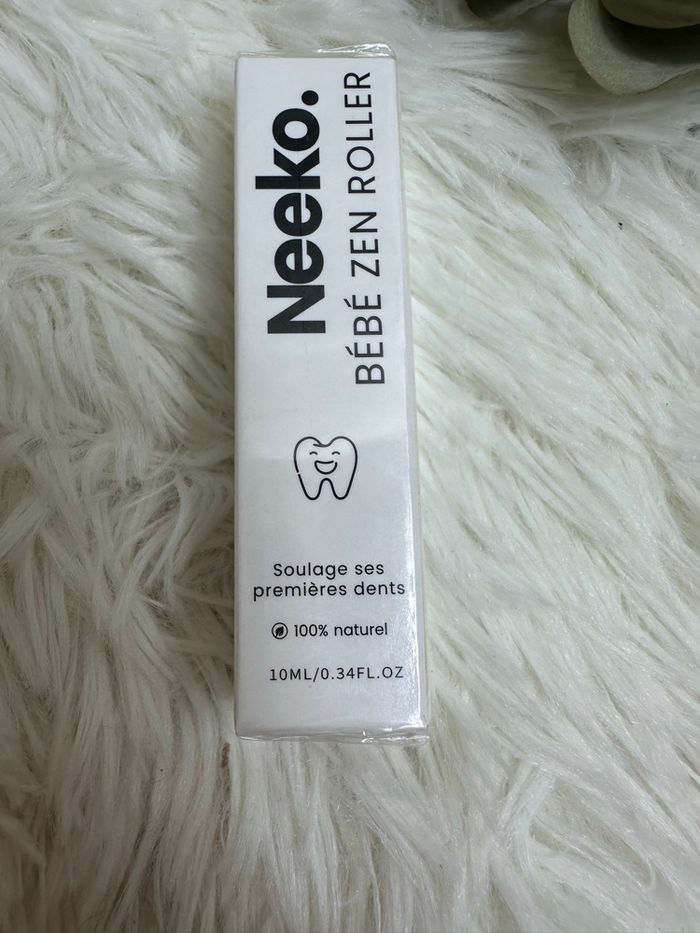 Neeko.
BÉBÉ ZEN ROLLER
Soulage ses
premières dents
100% naturel
10ML/0.34FL.OZ